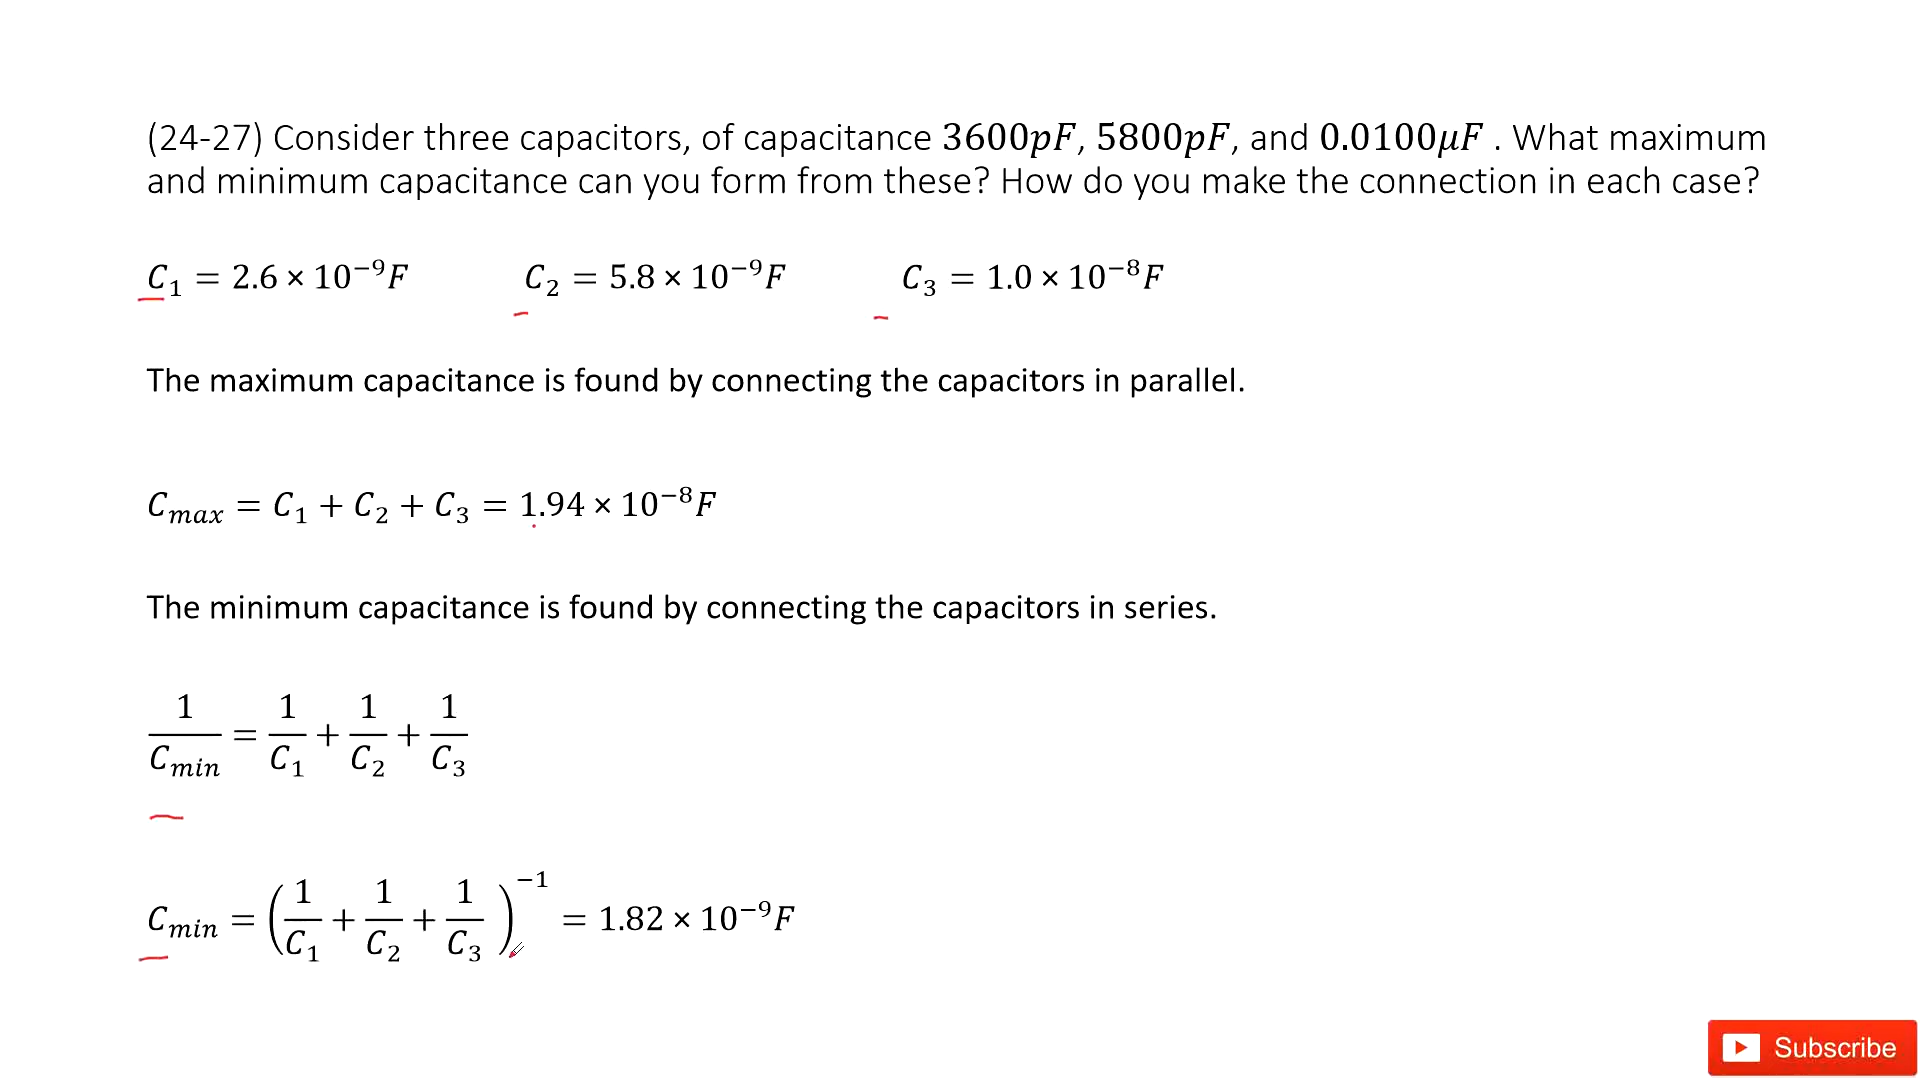 (24-27) Consider three capacitors, of capacitance 3600pF, 5800pF, and 0.0100μF . What maximum
and minimum capacitance can you form from these? How do you make the connection in each case?
C₁ = 2.6 × 10⁻⁹F C₂ = 5.8 × 10⁻⁹F C₃ = 1.0 × 10⁻⁸F
The maximum capacitance is found by connecting the capacitors in parallel.
Cₘₐₓ = C₁ + C₂ + C₃ = 1.94 × 10⁻⁸F
The minimum capacitance is found by connecting the capacitors in series.
1/C_min = 1/C₁ + 1/C₂ + 1/C₃
C_min = (1/C₁ + 1/C₂ + 1/C₃)⁻¹ = 1.82 × 10⁻⁹F
Subscribe